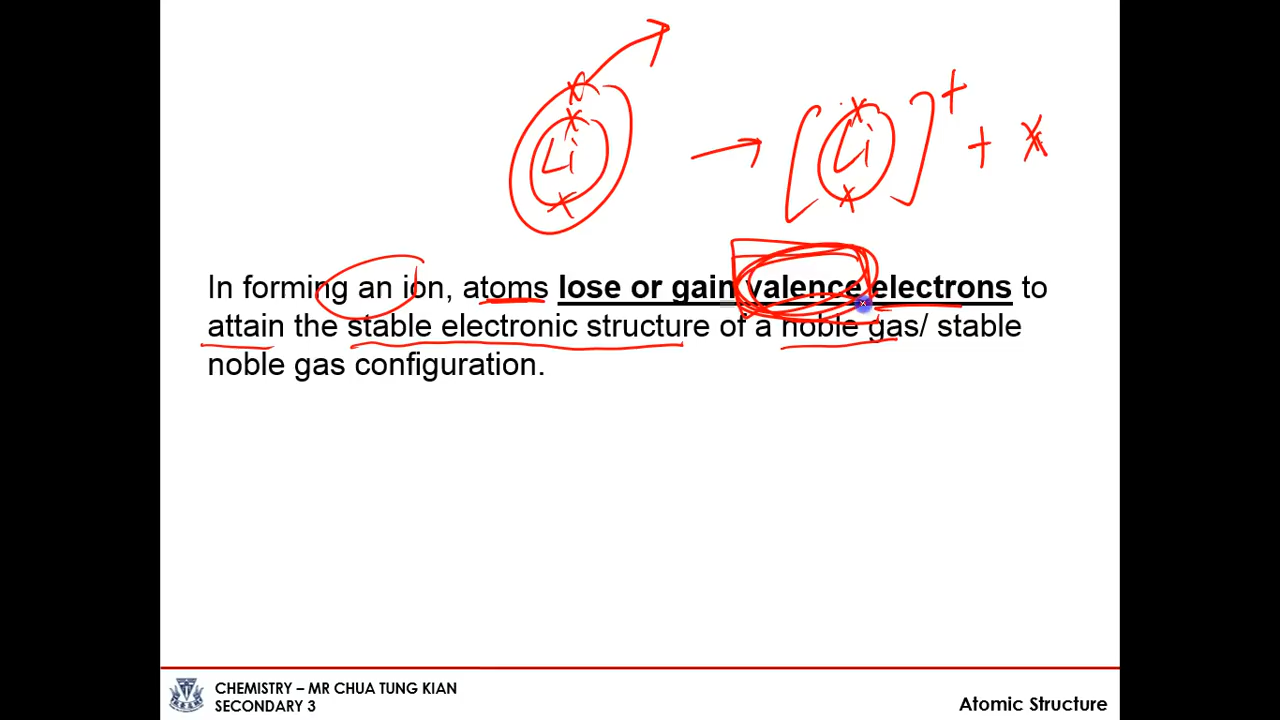 Li → [Li]⁺ + x
In forming an ion, atoms lose or gain valence electrons to
attain the stable electronic structure of a noble gas/ stable
noble gas configuration.
CHEMISTRY – MR CHUA TUNG KIAN
SECONDARY 3
Atomic Structure